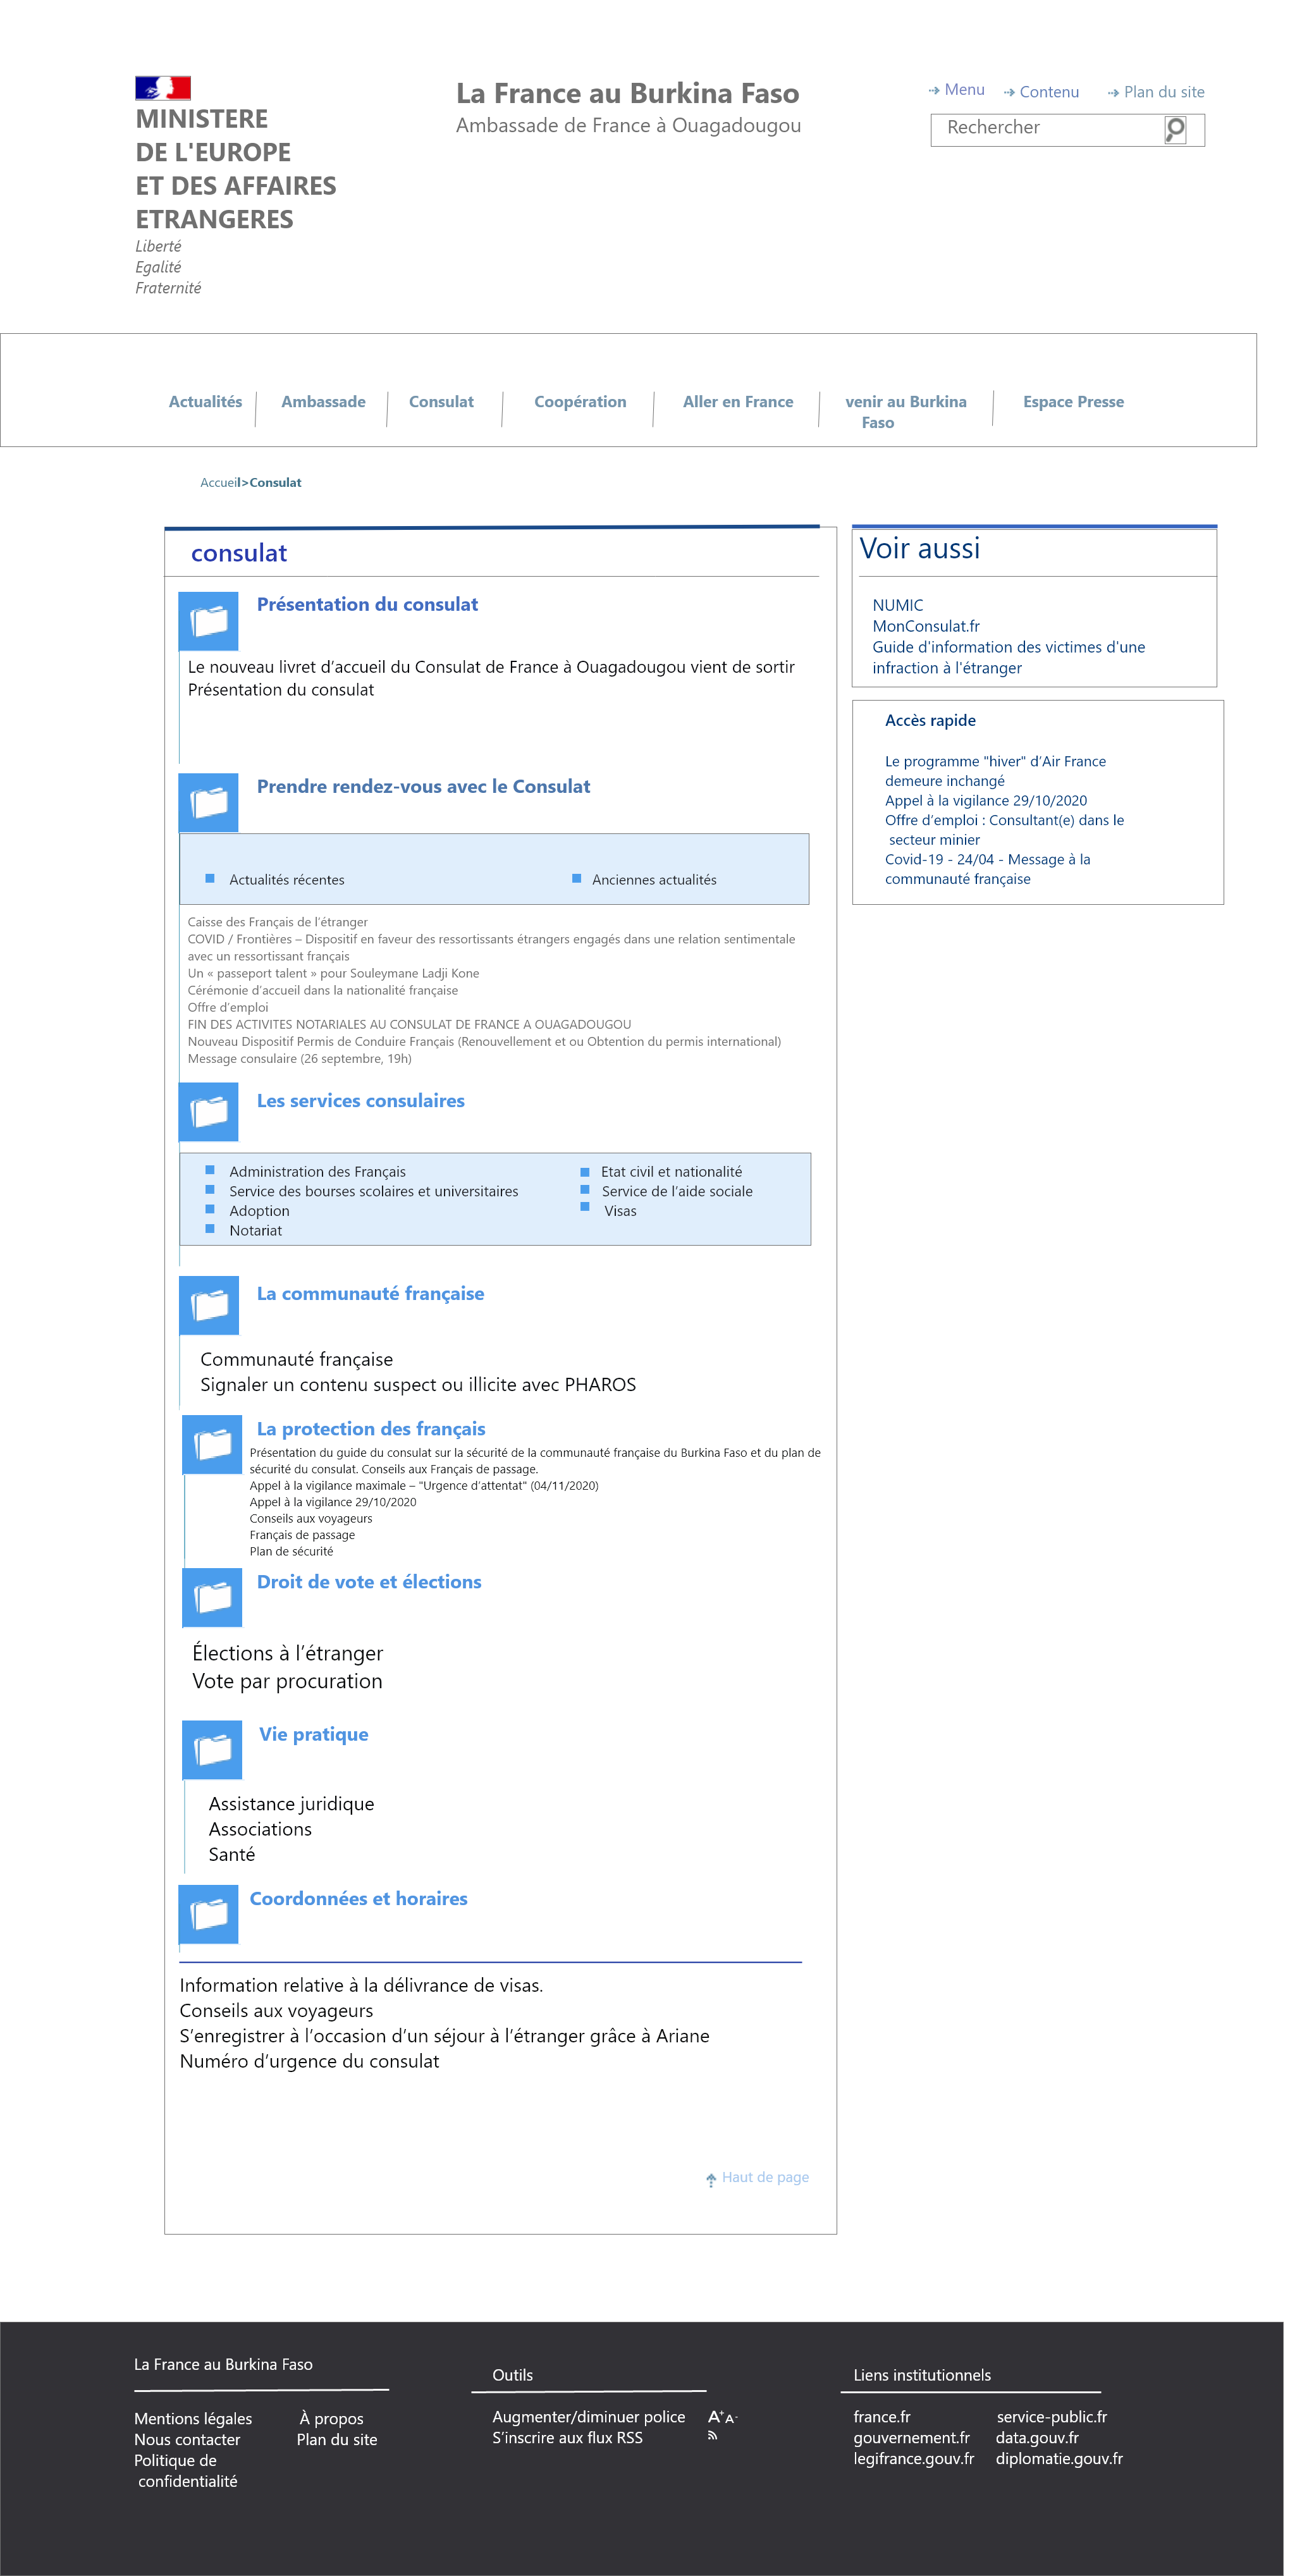 MINISTERE
DE L'EUROPE
ET DES AFFAIRES
ETRANGERES
Liberté
Egalité
Fraternité
La France au Burkina Faso
Ambassade de France à Ouagadougou
Menu
Contenu
Plan du site
Rechercher
Actualités
Ambassade
Consulat
Coopération
Aller en France
venir au Burkina
Faso
Espace Presse
Accueil>Consulat
consulat
Présentation du consulat
Le nouveau livret d’accueil du Consulat de France à Ouagadougou vient de sortir
Présentation du consulat
Prendre rendez-vous avec le Consulat
Actualités récentes
Anciennes actualités
Caisse des Français de l’étranger
COVID / Frontières – Dispositif en faveur des ressortissants étrangers engagés dans une relation sentimentale
avec un ressortissant français
Un « passeport talent » pour Souleymane Ladji Kone
Cérémonie d’accueil dans la nationalité française
Offre d’emploi
FIN DES ACTIVITES NOTARIALES AU CONSULAT DE FRANCE A OUAGADOUGOU
Nouveau Dispositif Permis de Conduire Français (Renouvellement et ou Obtention du permis international)
Message consulaire (26 septembre, 19h)
Les services consulaires
Administration des Français
Service des bourses scolaires et universitaires
Adoption
Notariat
Etat civil et nationalité
Service de l’aide sociale
Visas
La communauté française
Communauté française
Signaler un contenu suspect ou illicite avec PHAROS
La protection des français
Présentation du guide du consulat sur la sécurité de la communauté française du Burkina Faso et du plan de
sécurité du consulat. Conseils aux Français de passage.
Appel à la vigilance maximale – "Urgence d’attentat" (04/11/2020)
Appel à la vigilance 29/10/2020
Conseils aux voyageurs
Français de passage
Plan de sécurité
Droit de vote et élections
Élections à l’étranger
Vote par procuration
Vie pratique
Assistance juridique
Associations
Santé
Coordonnées et horaires
Information relative à la délivrance de visas.
Conseils aux voyageurs
S’enregistrer à l’occasion d’un séjour à l’étranger grâce à Ariane
Numéro d’urgence du consulat
Haut de page
Voir aussi
NUMIC
MonConsulat.fr
Guide d'information des victimes d'une
infraction à l'étranger
Accès rapide
Le programme "hiver" d’Air France
demeure inchangé
Appel à la vigilance 29/10/2020
Offre d’emploi : Consultant(e) dans le
secteur minier
Covid-19 - 24/04 - Message à la
communauté française
La France au Burkina Faso
Mentions légales
Nous contacter
Politique de
confidentialité
À propos
Plan du site
Outils
Augmenter/diminuer police
A+ A-
S’inscrire aux flux RSS
Liens institutionnels
france.fr
gouvernement.fr
legifrance.gouv.fr
service-public.fr
data.gouv.fr
diplomatie.gouv.fr